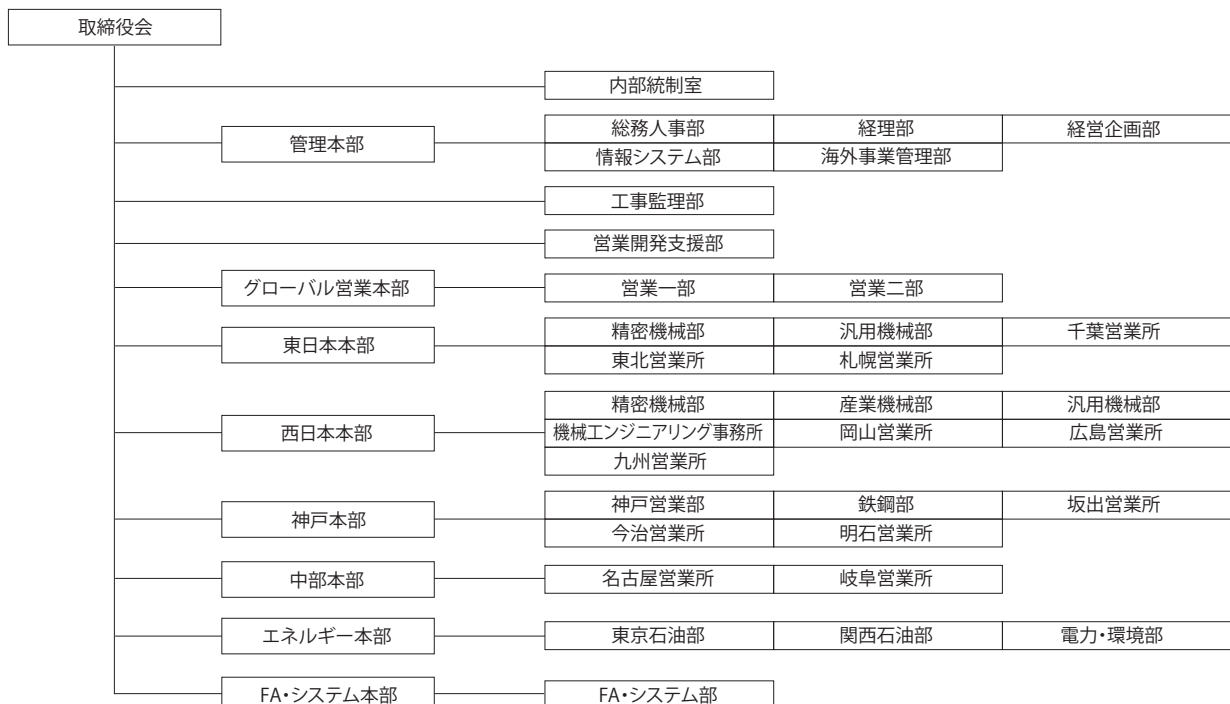 取締役会
内部統制室
管理本部
総務人事部 経理部 経営企画部
情報システム部 海外事業管理部
工事監理部
営業開発支援部
グローバル営業本部 営業一部 営業二部
東日本本部
精密機械部 汎用機械部 千葉営業所
東北営業所 札幌営業所
西日本本部
精密機械部 産業機械部 汎用機械部
機械エンジニアリング事務所 岡山営業所 広島営業所
九州営業所
神戸本部
神戸営業部 鉄鋼部 坂出営業所
今治営業所 明石営業所
中部本部 名古屋営業所 岐阜営業所
エネルギー本部 東京石油部 関西石油部 電力・環境部
FA・システム本部 FA・システム部